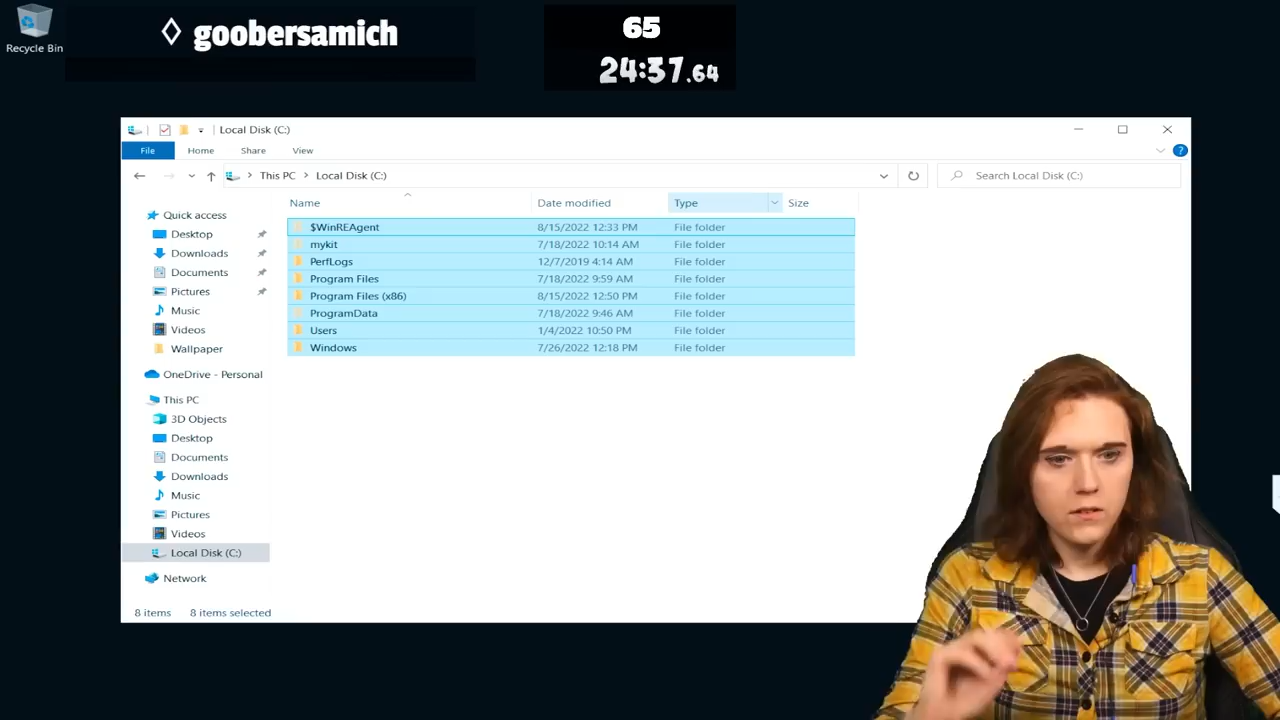 goobersamich
65
24:37.64
Recycle Bin
Local Disk (C:)
File Home Share View
This PC Local Disk (C:)
Search Local Disk (C:)
Name Date modified Type Size
$WinREAgent 8/15/2022 12:33 PM File folder
mykit 7/18/2022 10:14 AM File folder
PerfLogs 12/7/2019 4:14 AM File folder
Program Files 7/18/2022 9:59 AM File folder
Program Files (x86) 8/15/2022 12:50 PM File folder
ProgramData 7/18/2022 9:46 AM File folder
Users 1/4/2022 10:50 PM File folder
Windows 7/26/2022 12:18 PM File folder
Quick access
Desktop
Downloads
Documents
Pictures
Music
Videos
Wallpaper
OneDrive - Personal
This PC
3D Objects
Desktop
Documents
Downloads
Music
Pictures
Videos
Local Disk (C:)
Network
8 items 8 items selected